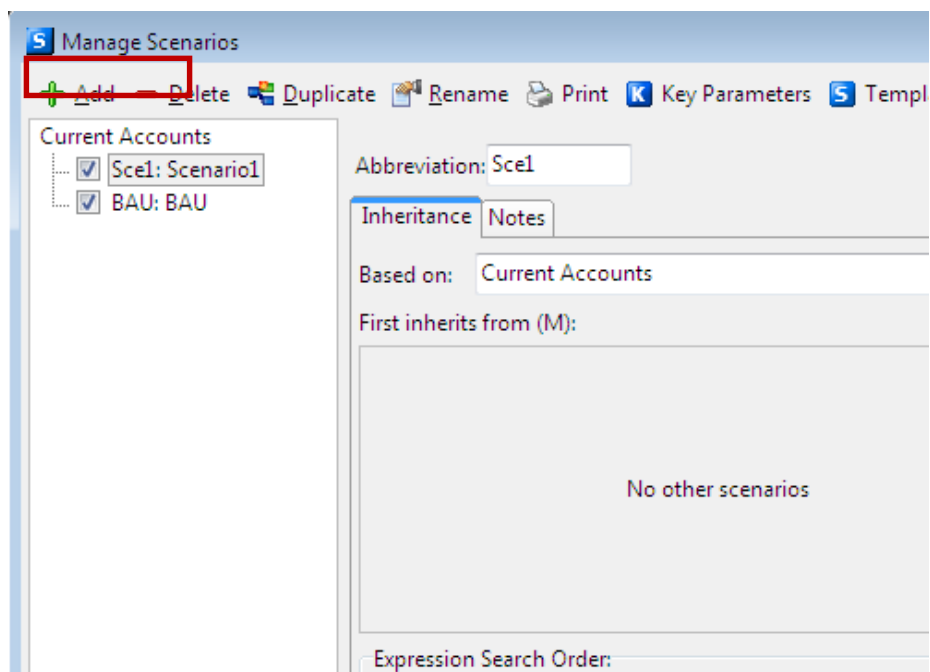 S Manage Scenarios
Add Delete Duplicate Rename Print K Key Parameters S Templ
Current Accounts
Sce1: Scenario1
BAU: BAU
Abbreviation: Sce1
Inheritance Notes
Based on: Current Accounts
First inherits from (M):
No other scenarios
Expression Search Order: